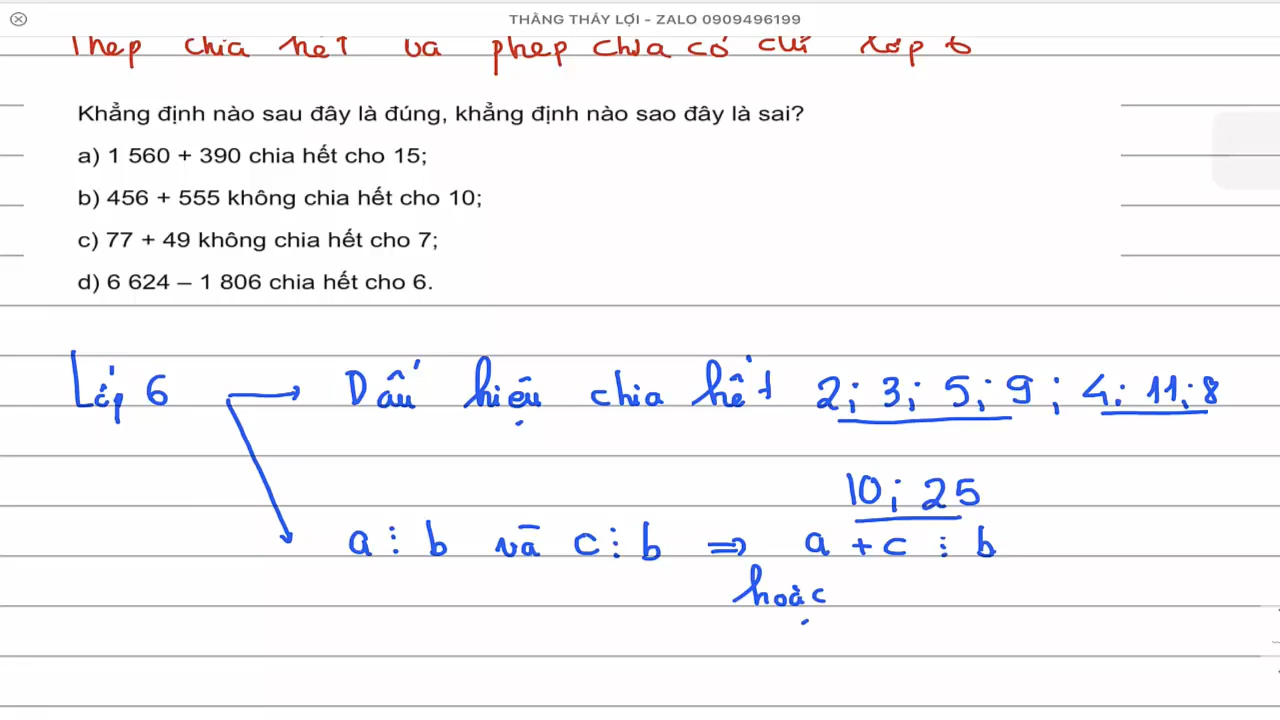 THẦNG THẦY LỢI - ZALO 0909496199
Phép chia hết và phép chia có dư lớp 6
Khẳng định nào sau đây là đúng, khẳng định nào sao đây là sai?
a) 1 560 + 390 chia hết cho 15;
b) 456 + 555 không chia hết cho 10;
c) 77 + 49 không chia hết cho 7;
d) 6 624 – 1 806 chia hết cho 6.
Lớp 6 → Dấu hiệu chia hết 2; 3; 5; 9; 4; 11; 8
10; 25
a ⋮ b và c ⋮ b ⇒ a + c ⋮ b
hoặc